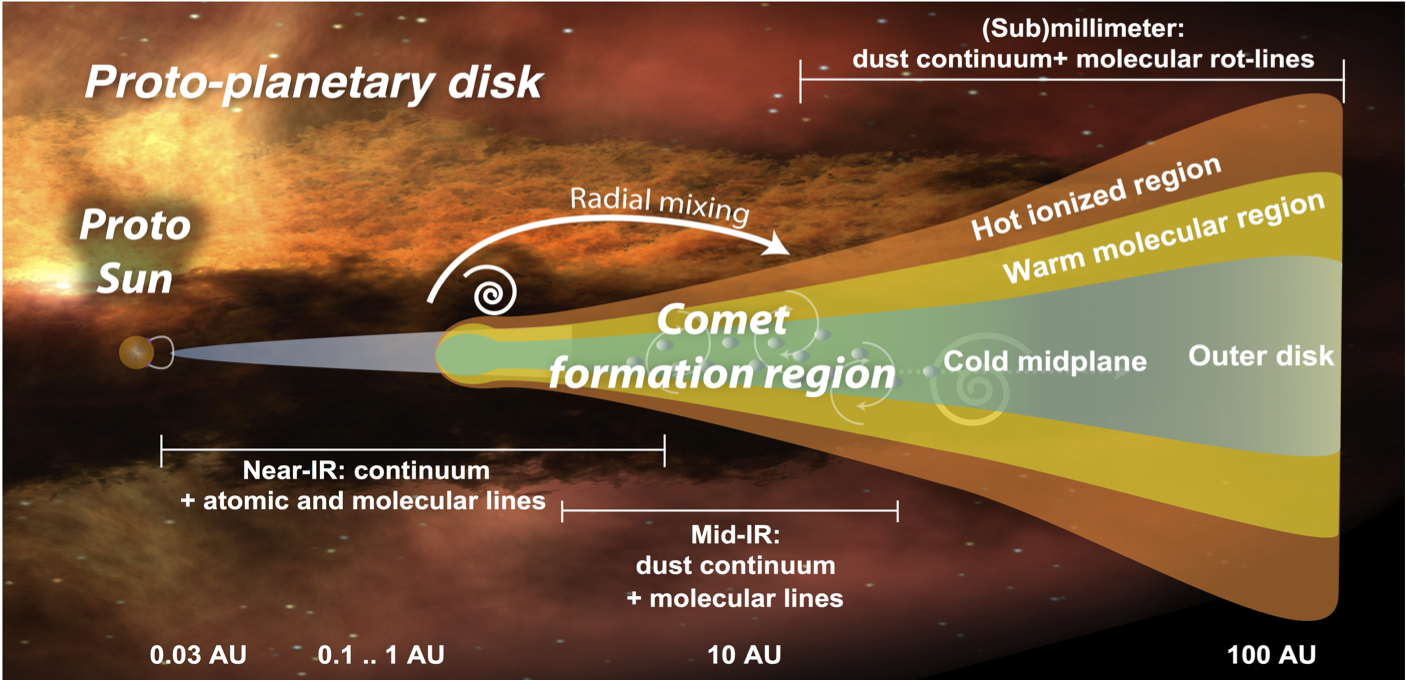 (Sub)millimeter:
dust continuum+ molecular rot-lines
Proto-planetary disk
Hot ionized region
Radial mixing
Warm molecular region
Proto
Sun
Comet
formation region
Cold midplane
Outer disk
Near-IR: continuum
+ atomic and molecular lines
Mid-IR:
dust continuum
+ molecular lines
0.03 AU
0.1 .. 1 AU
10 AU
100 AU